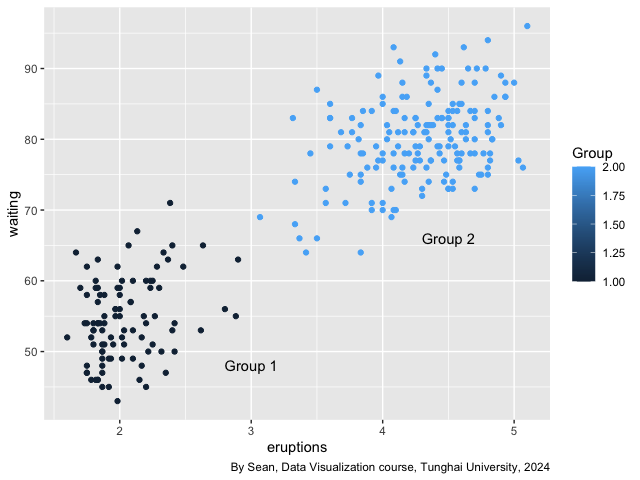 90
80
70
60
50
waiting
2
3
4
5
eruptions
Group 1
Group 2
Group
2.00
1.75
1.50
1.25
1.00
By Sean, Data Visualization course, Tunghai University, 2024